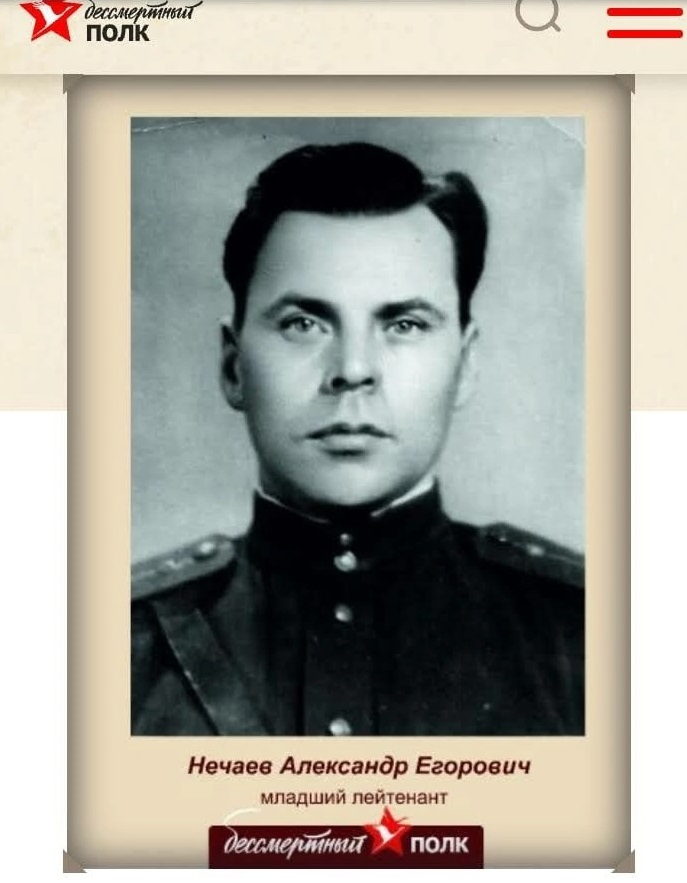 бессмертный
ПОЛК
Нечаев Александр Егорович
младший лейтенант
бессмертный ПОЛК